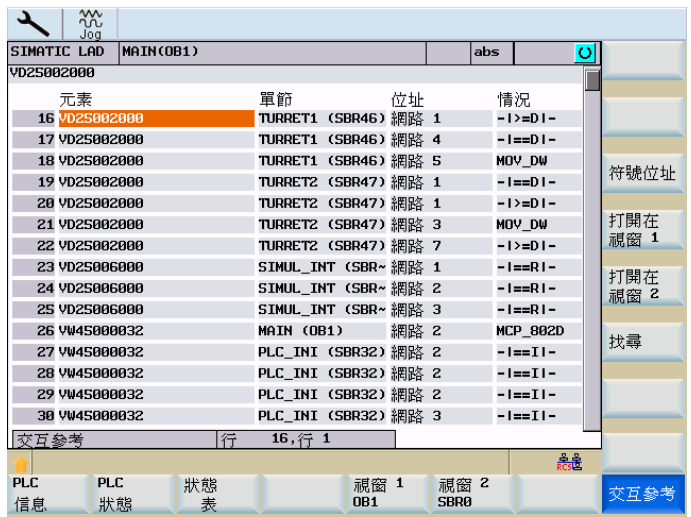 Jog
SIMATIC LAD MAIN(OB1) abs
VD25002000
元素 單節 位址 情況
16 VD25002000 TURRET1 (SBR46) 網路 1 -|>=D|-
17 VD25002000 TURRET1 (SBR46) 網路 4 -|==D|-
18 VD25002000 TURRET1 (SBR46) 網路 5 MOV_DW
19 VD25002000 TURRET2 (SBR47) 網路 1 -|==D|-
20 VD25002000 TURRET2 (SBR47) 網路 1 -|>=D|-
21 VD25002000 TURRET2 (SBR47) 網路 3 MOV_DW
22 VD25002000 TURRET2 (SBR47) 網路 7 -|>=D|-
23 VD25006000 SIMUL_INT (SBR~ 網路 1 -|==R|-
24 VD25006000 SIMUL_INT (SBR~ 網路 2 -|==R|-
25 VD25006000 SIMUL_INT (SBR~ 網路 3 -|==R|-
26 VW45000032 MAIN (OB1) 網路 2 MCP_802D
27 VW45000032 PLC_INI (SBR32) 網路 2 -|==I|-
28 VW45000032 PLC_INI (SBR32) 網路 2 -|==I|-
29 VW45000032 PLC_INI (SBR32) 網路 2 -|==I|-
30 VW45000032 PLC_INI (SBR32) 網路 3 -|==I|-
交互參考 行 16,行 1
符號位址
打開在
視窗 1
打開在
視窗 2
找尋
RCS
PLC
信息
PLC
狀態
狀態
表
視窗 1
OB1
視窗 2
SBR0
交互參考